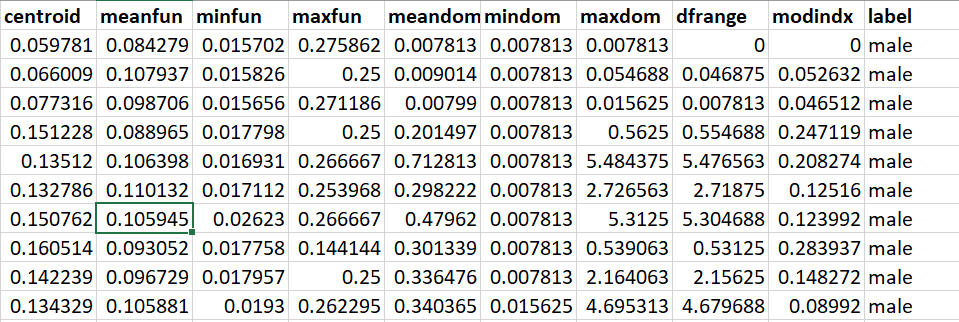 centroid meanfun minfun maxfun meandom mindom maxdom dfrange modindx label
0.059781 0.084279 0.015702 0.275862 0.007813 0.007813 0.007813 0 0 male
0.066009 0.107937 0.015826 0.25 0.009014 0.007813 0.054688 0.046875 0.052632 male
0.077316 0.098706 0.015656 0.271186 0.00799 0.007813 0.015625 0.007813 0.046512 male
0.151228 0.088965 0.017798 0.25 0.201497 0.007813 0.5625 0.554688 0.247119 male
0.13512 0.106398 0.016931 0.266667 0.712813 0.007813 5.484375 5.476563 0.208274 male
0.132786 0.110132 0.017112 0.253968 0.298222 0.007813 2.726563 2.71875 0.12516 male
0.150762 0.105945 0.02623 0.266667 0.47962 0.007813 5.3125 5.304688 0.123992 male
0.160514 0.093052 0.017758 0.144144 0.301339 0.007813 0.539063 0.53125 0.283937 male
0.142239 0.096729 0.017957 0.25 0.336476 0.007813 2.164063 2.15625 0.148272 male
0.134329 0.105881 0.0193 0.262295 0.340365 0.015625 4.695313 4.679688 0.08992 male